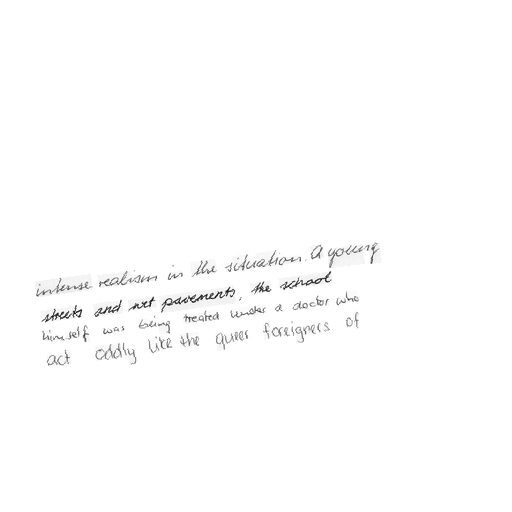 intense realism in the situation. A young
streets and wet pavements, the school
himself was being treated under a doctor who
act oddly like the queer foreigners of